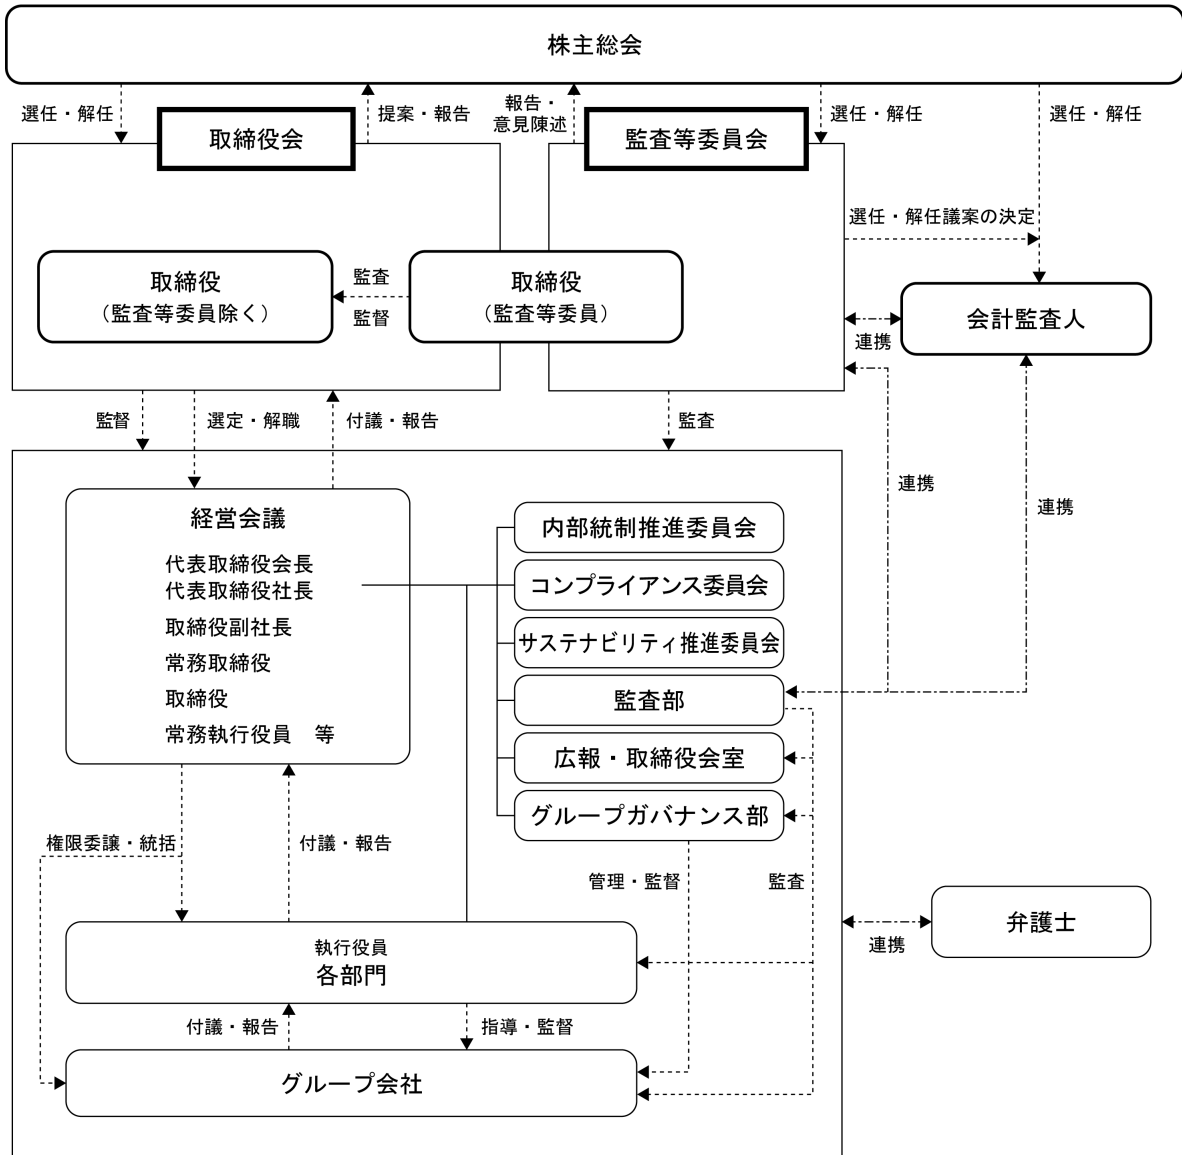 株主総会
選任・解任
提案・報告
報告・
意見陳述
選任・解任
選任・解任
取締役会
監査等委員会
選任・解任議案の決定
取締役
（監査等委員除く）
監査
監督
取締役
（監査等委員）
会計監査人
連携
監督
選定・解職
付議・報告
監査
連携
連携
経営会議
代表取締役会長
代表取締役社長
取締役副社長
常務取締役
取締役
常務執行役員　等
内部統制推進委員会
コンプライアンス委員会
サステナビリティ推進委員会
監査部
広報・取締役会室
グループガバナンス部
権限委譲・統括
付議・報告
管理・監督
監査
執行役員
各部門
弁護士
連携
付議・報告
指導・監督
グループ会社